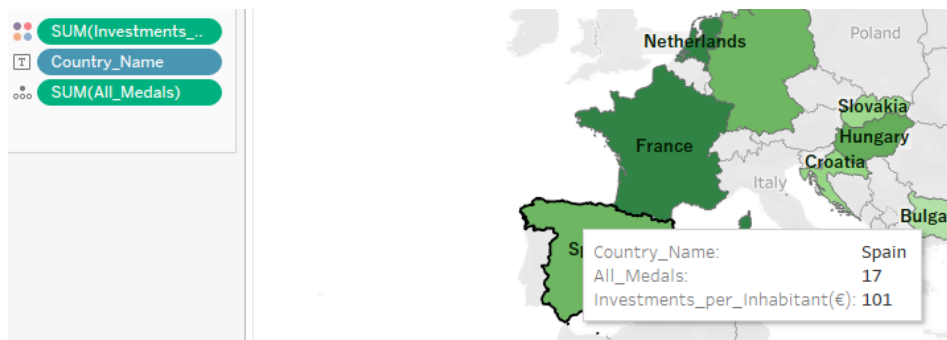 SUM(Investments_..
T Country_Name
SUM(All_Medals)
Poland
Netherlands
Slovakia
Hungary
France
Croatia
Italy
Bulga
Sp
Country_Name: Spain
All_Medals: 17
Investments_per_Inhabitant(€): 101